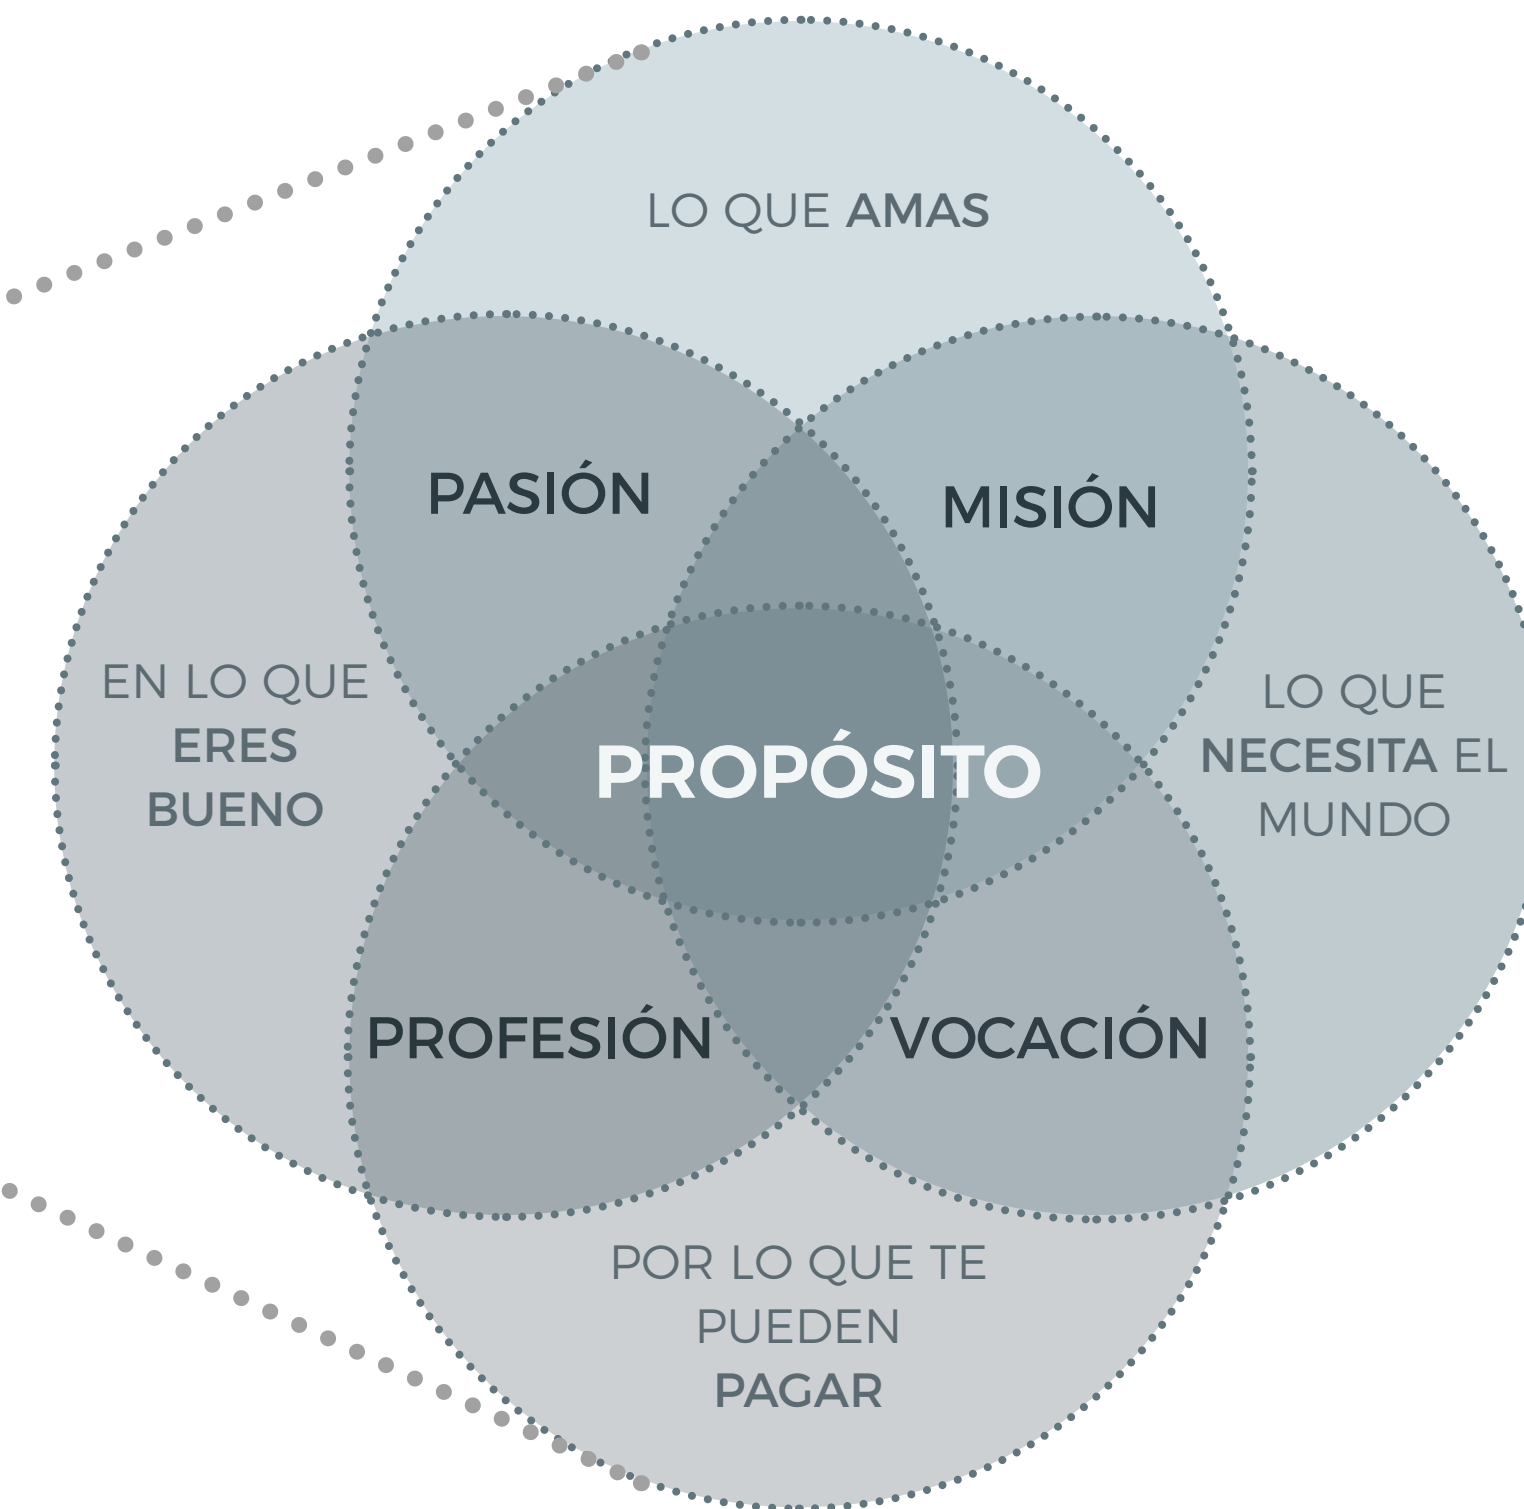 LO QUE AMAS
PASIÓN
MISIÓN
EN LO QUE
ERES
BUENO
PROPÓSITO
LO QUE
NECESITA EL
MUNDO
PROFESIÓN
VOCACIÓN
POR LO QUE TE
PUEDEN
PAGAR